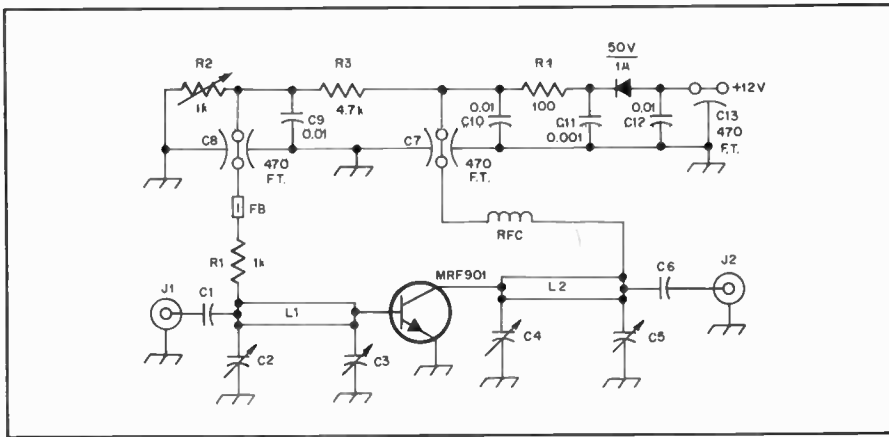 R2
1k
R3
4.7k
R4
100
50V
1µ
+12V
C9
0.01
0.01
C10
C11
0.001
0.01
C12
C13
470
F.T.
C8
470
F.T.
C7
470
F.T.
FB
RFC
R1
1k
MRF901
J1
C1
L1
L2
C6
J2
C2
C3
C4
C5